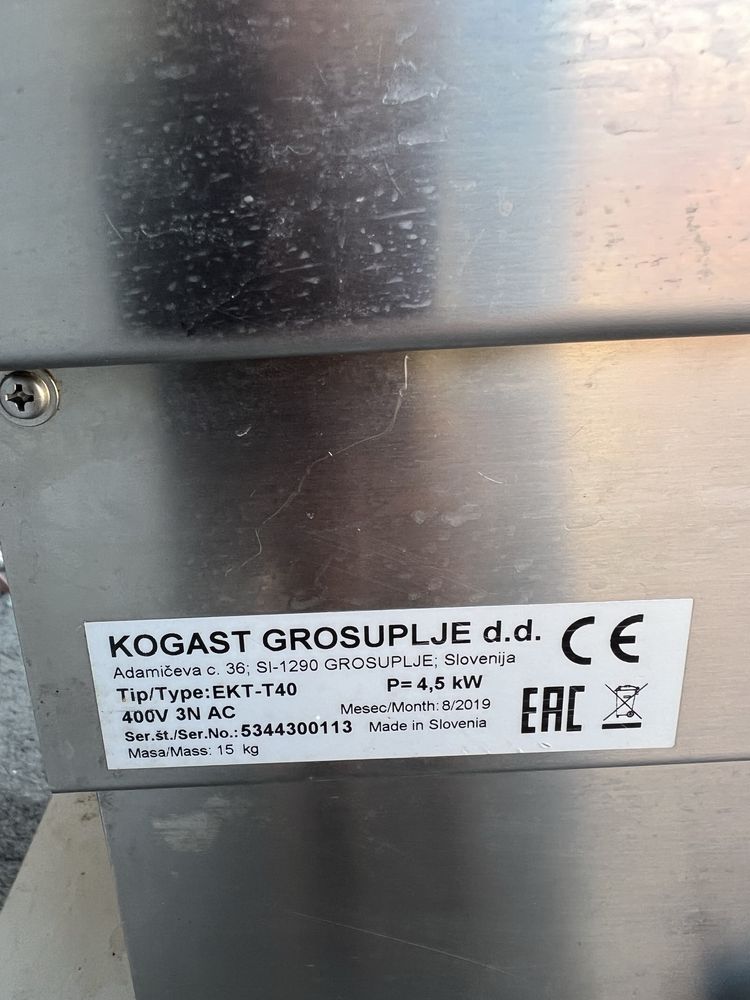 KOGAST GROSUPLJE d.d.
Adamičeva c. 36; SI-1290 GROSUPLJE; Slovenija
Tip/Type:EKT-T40 P= 4,5 kW
400V 3N AC Mesec/Month: 8/2019
Ser.št./Ser.No.: 5344300113 Made in Slovenia
Masa/Mass: 15 kg
CE
EAC